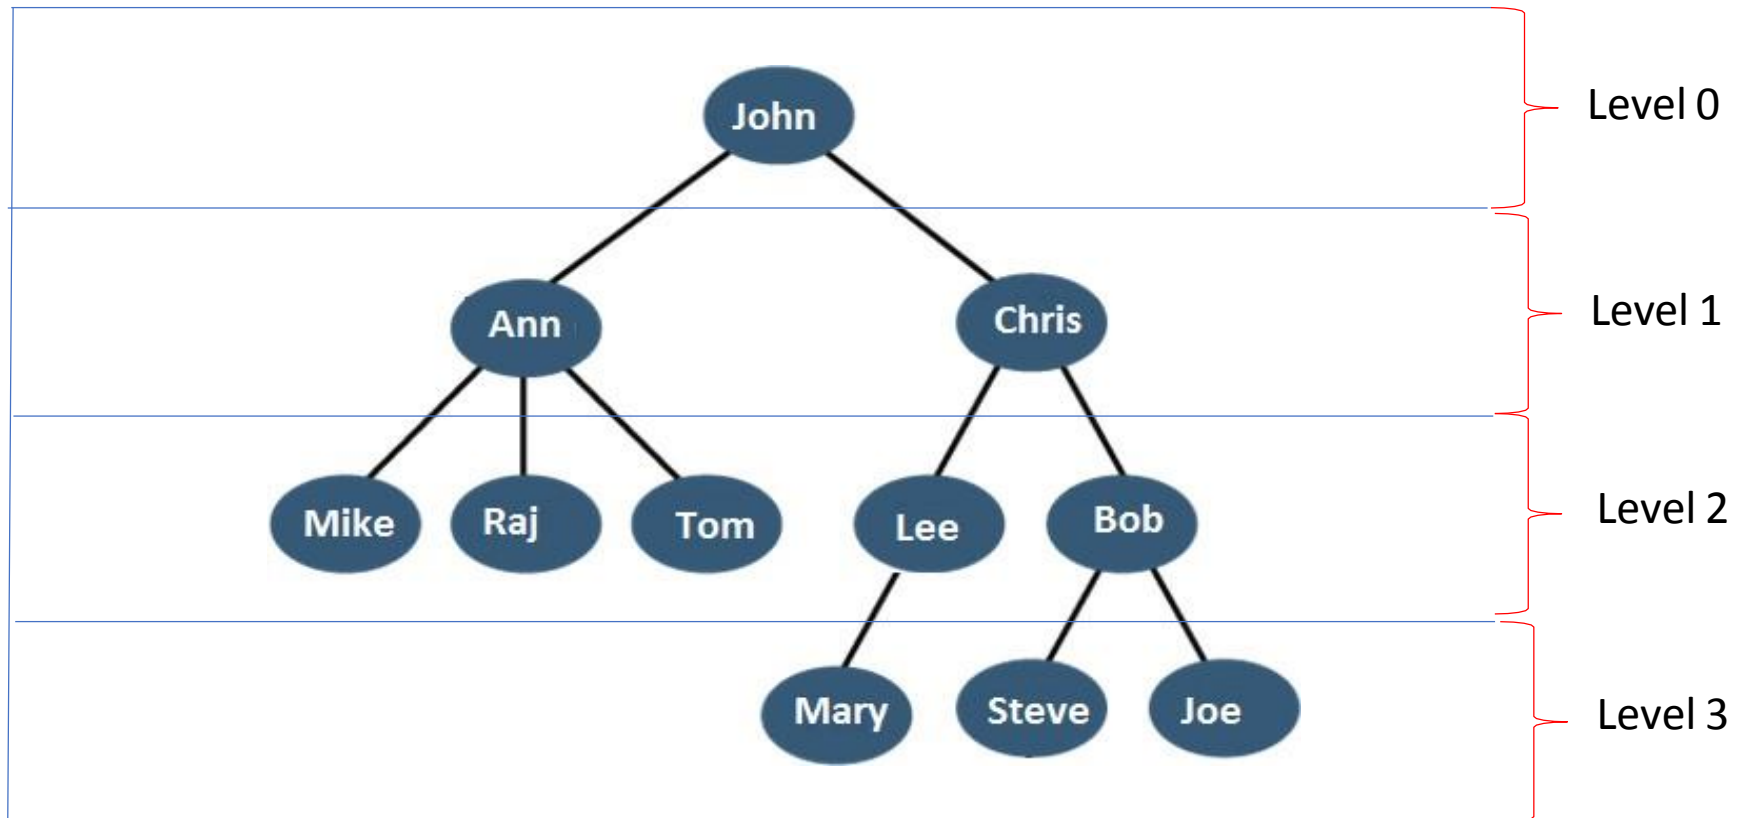 John
Level 0
Ann
Chris
Level 1
Mike
Raj
Tom
Lee
Bob
Level 2
Mary
Steve
Joe
Level 3